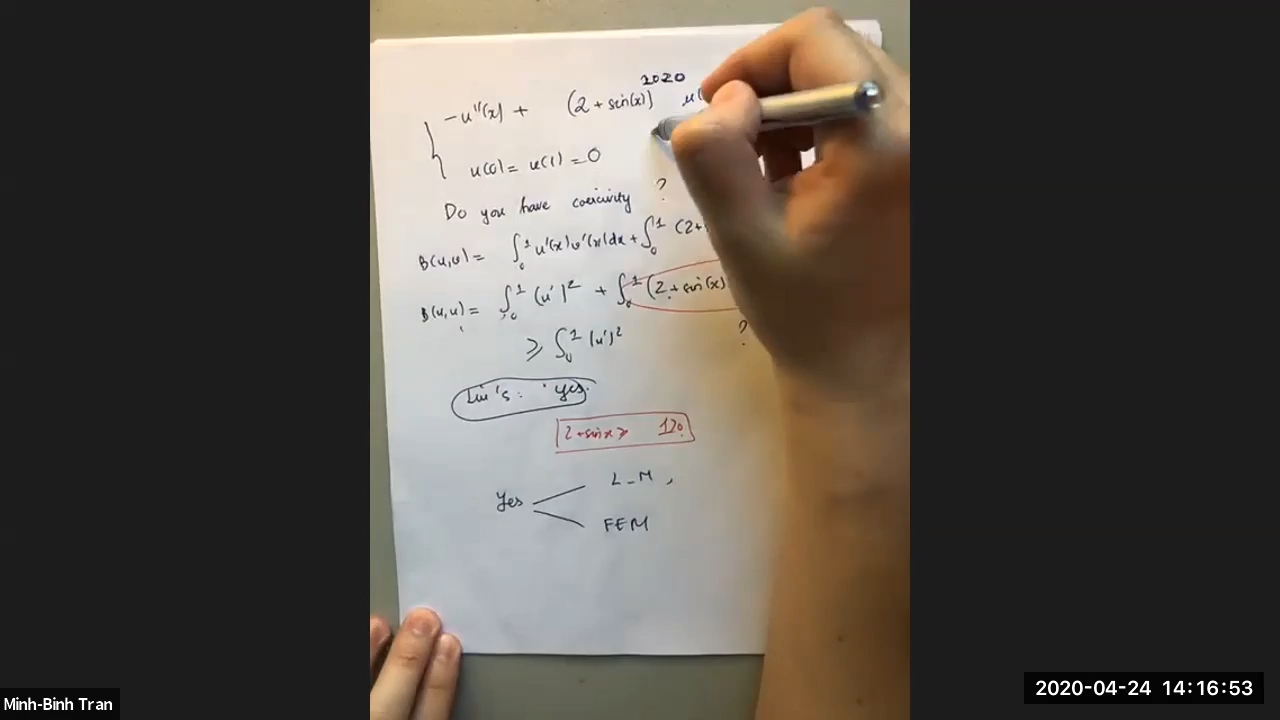 2020
-u''(x) + (2 + sin(x)) u(
u(0) = u(1) = 0
Do you have coercivity ?
B(u,v) = ∫₀¹ u'(x)v'(x)dx + ∫₀¹ (2+
B(u,u) = ∫₀¹ (u')² + ∫₀¹ (2 + sin(x)
≥ ∫₀¹ (u')² ?
yes.
2 + sin x ≥ 1 ≥ 0.
Yes L-M,
FEM
Minh-Binh Tran
2020-04-24 14:16:53